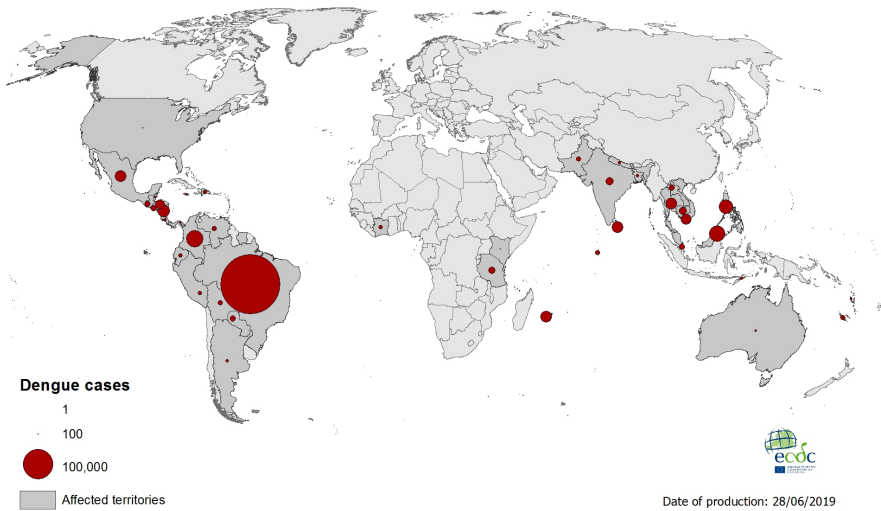 Dengue cases
1
100
100,000
Affected territories
ecdc
Date of production: 28/06/2019